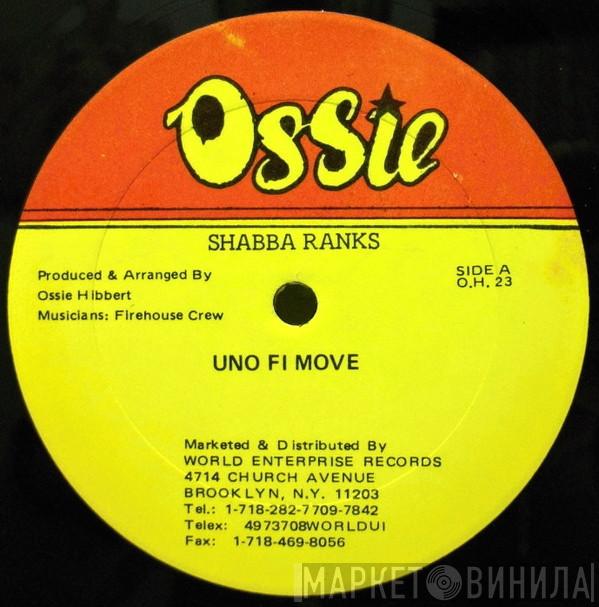 Ossie
SHABBA RANKS
Produced & Arranged By
Ossie Hibbert
Musicians: Firehouse Crew
SIDE A
O.H. 23
UNO FI MOVE
Marketed & Distributed By
WORLD ENTERPRISE RECORDS
4714 CHURCH AVENUE
BROOKLYN, N.Y. 11203
Tel.: 1-718-282-7709-7842
Telex: 4973708WORLDUI
Fax: 1-718-469-8056
МАРКЕТ ВИНИЛА